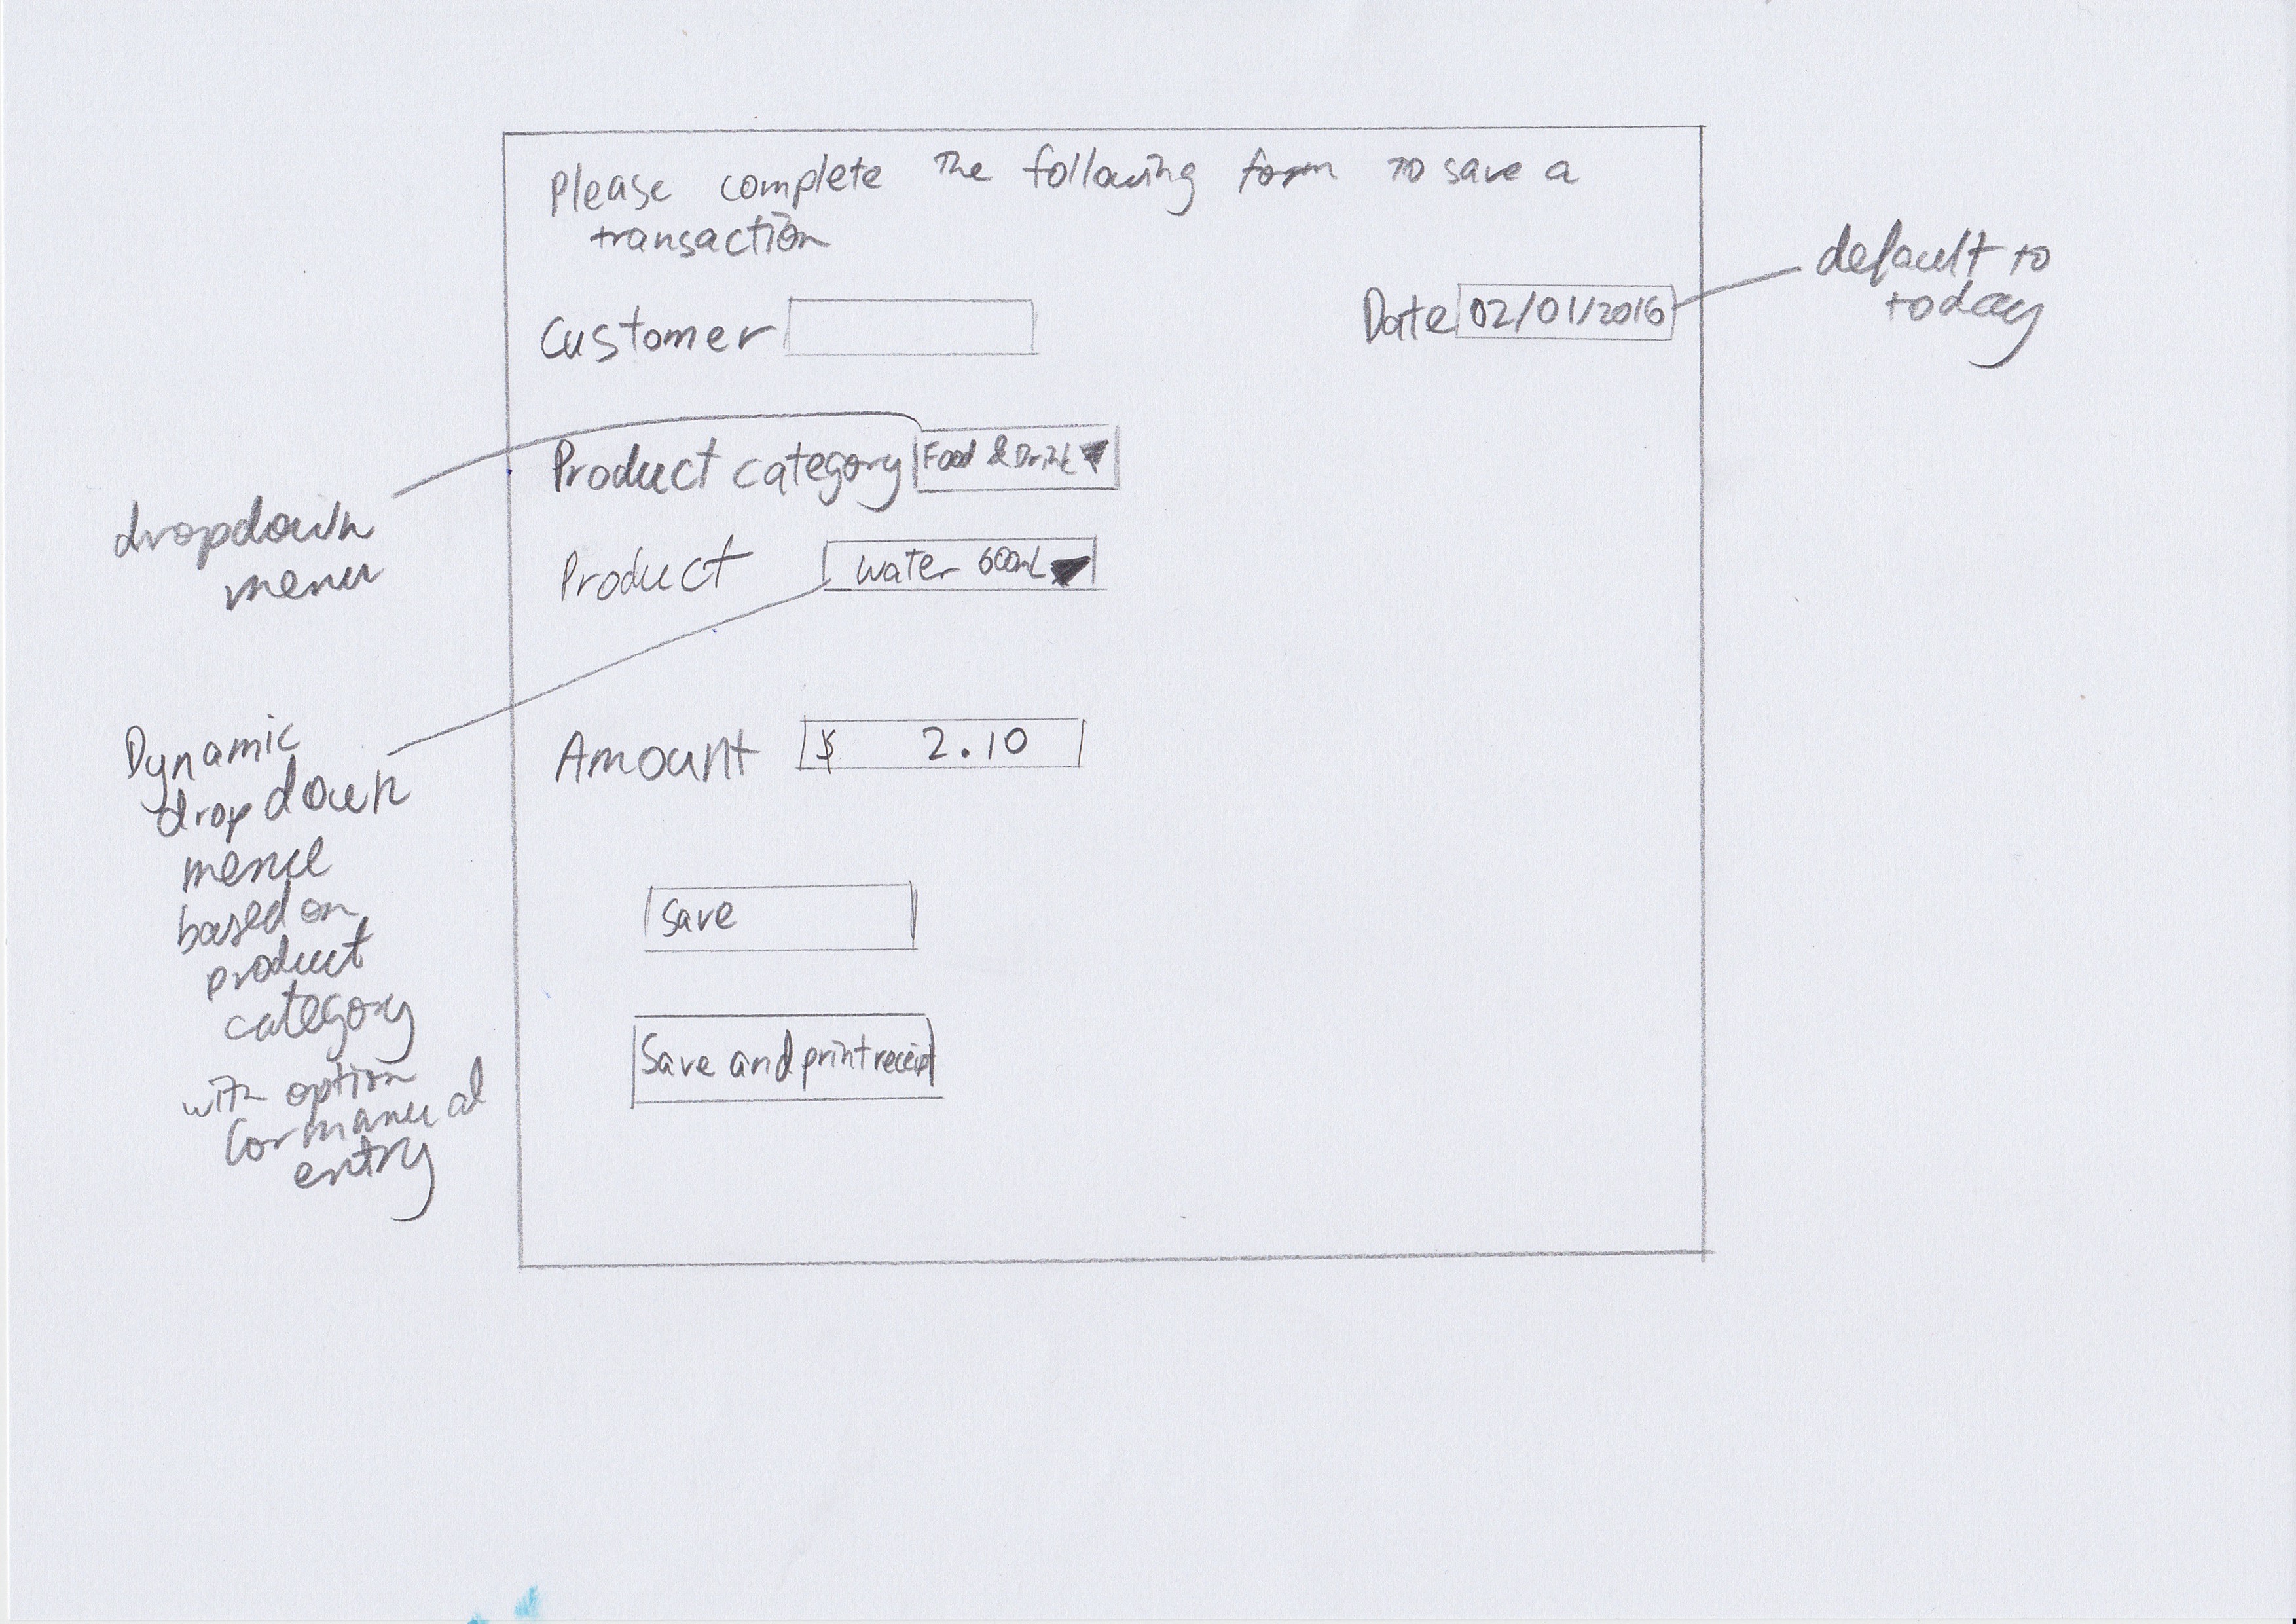 Please complete the following form to save a
transaction
default to
today
Customer
Date 02/01/2016
Product category Food & Drink
dropdown
menu
Product water 600mL
Dynamic
dropdown
menu
based on
product
category
with option
for manual
entry
Amount $ 2.10
Save
Save and print receipt